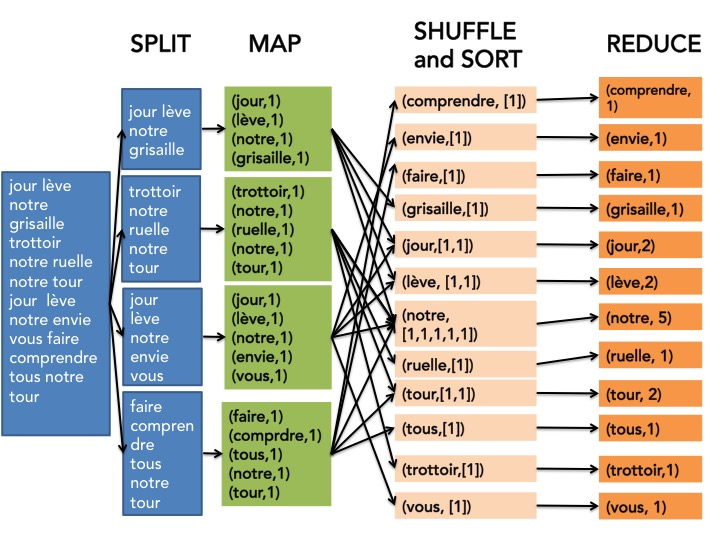 SPLIT
MAP
SHUFFLE
and SORT
REDUCE
jour lève
notre
grisaille
trottoir
notre ruelle
notre tour
jour lève
notre envie
vous faire
comprendre
tous notre
tour
jour lève
notre
grisaille
trottoir
notre
ruelle
notre
tour
jour
lève
notre
envie
vous
faire
compren
dre
tous
notre
tour
(jour,1)
(lève,1)
(notre,1)
(grisaille,1)
(trottoir,1)
(notre,1)
(ruelle,1)
(notre,1)
(tour,1)
(jour,1)
(lève,1)
(notre,1)
(envie,1)
(vous,1)
(faire,1)
(comprdre,1)
(tous,1)
(notre,1)
(tour,1)
(comprendre, [1])
(envie,[1])
(faire,[1])
(grisaille,[1])
(jour,[1,1])
(lève, [1,1])
(notre,
[1,1,1,1,1])
(ruelle,[1])
(tour,[1,1])
(tous,[1])
(trottoir,[1])
(vous, [1])
(comprendre,
1)
(envie,1)
(faire,1)
(grisaille,1)
(jour,2)
(lève,2)
(notre, 5)
(ruelle, 1)
(tour, 2)
(tous,1)
(trottoir,1)
(vous, 1)